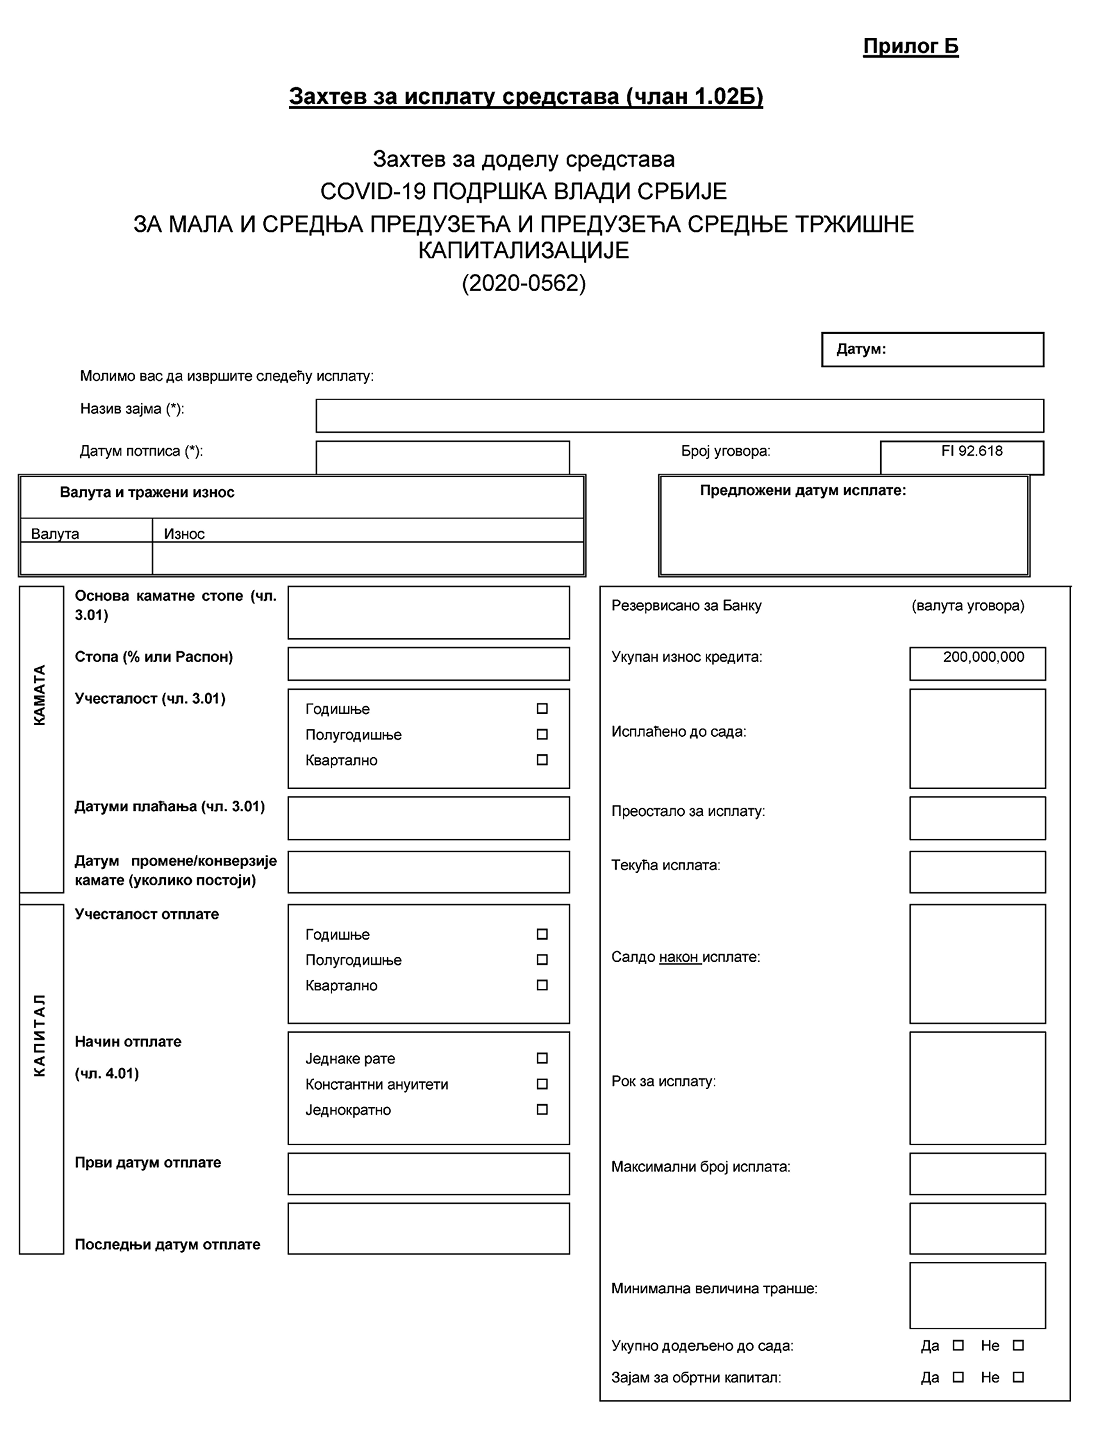 Прилог Б
Захтев за исплату средстава (члан 1.02Б)
Захтев за доделу средстава
COVID-19 ПОДРШКА ВЛАДИ СРБИЈЕ
ЗА МАЛА И СРЕДЊА ПРЕДУЗЕЋА И ПРЕДУЗЕЋА СРЕДЊЕ ТРЖИШНЕ
КАПИТАЛИЗАЦИЈЕ
(2020-0562)
Датум:
Молимо вас да извршите следећу исплату:
Назив зајма (*):
Датум потписа (*):
Број уговора:
FI 92.618
Валута и тражени износ
Валута
Износ
Предложени датум исплате:
КАМАТА
Основа каматне стопе (чл.
3.01)
Стопа (% или Распон)
Учесталост (чл. 3.01)
Годишње
Полугодишње
Квартално
Датуми плаћања (чл. 3.01)
Датум промене/конверзије
камате (уколико постоји)
КАПИТАЛ
Учесталост отплате
Годишње
Полугодишње
Квартално
Начин отплате
(чл. 4.01)
Једнаке рате
Константни ануитети
Једнократно
Први датум отплате
Последњи датум отплате
Резервисано за Банку
(валута уговора)
Укупан износ кредита:
200,000,000
Исплаћено до сада:
Преостало за исплату:
Текућа исплата:
Салдо након исплате:
Рок за исплату:
Максимални број исплата:
Минимална величина транше:
Укупно додељено до сада:
Да Не
Зајам за обртни капитал:
Да Не